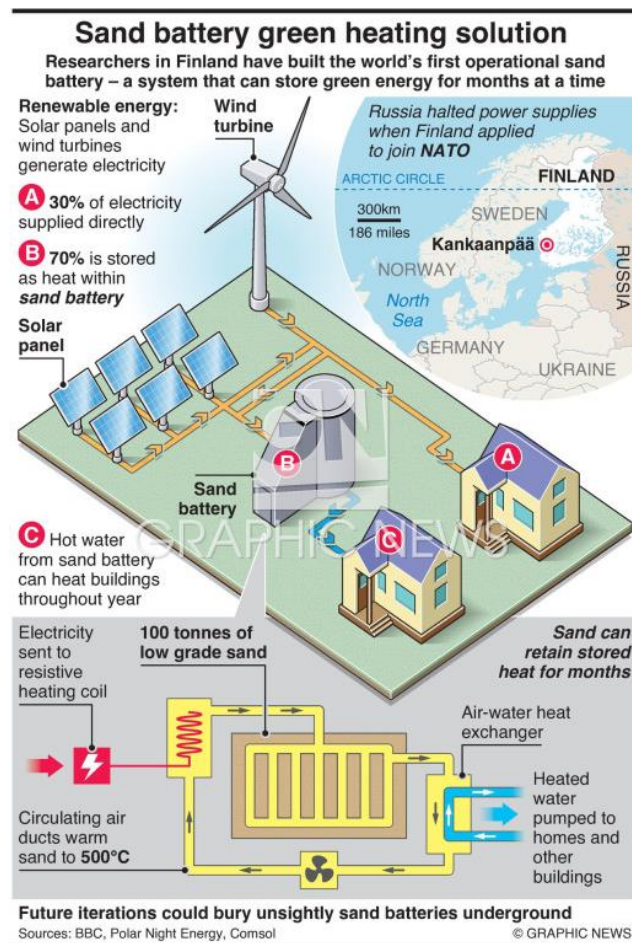 Sand battery green heating solution
Researchers in Finland have built the world's first operational sand
battery – a system that can store green energy for months at a time
Renewable energy:
Solar panels and
wind turbines
generate electricity
A 30% of electricity
supplied directly
B 70% is stored
as heat within
sand battery
Solar
panel
Wind
turbine
Russia halted power supplies
when Finland applied
to join NATO
ARCTIC CIRCLE
FINLAND
300km
186 miles
SWEDEN
Kankaanpää
NORWAY
RUSSIA
North
Sea
GERMANY
UKRAINE
A
B
Sand
battery
C
GN
GRAPHIC NEWS
C Hot water
from sand battery
can heat buildings
throughout year
Electricity
sent to
resistive
heating coil
100 tonnes of
low grade sand
Sand can
retain stored
heat for months
Air-water heat
exchanger
Circulating air
ducts warm
sand to 500°C
Heated
water
pumped to
homes and
other
buildings
Future iterations could bury unsightly sand batteries underground
Sources: BBC, Polar Night Energy, Comsol
© GRAPHIC NEWS